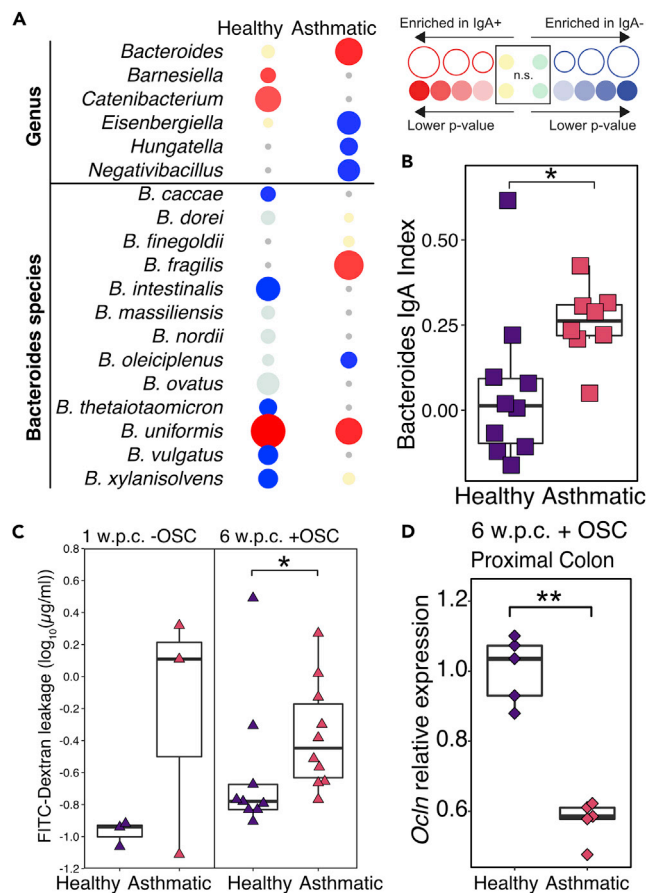 A
Healthy Asthmatic
Genus
Bacteroides
Barnesiella
Catenibacterium
Eisenbergiella
Hungatella
Negativibacillus
Bacteroides species
B. caccae
B. dorei
B. finegoldii
B. fragilis
B. intestinalis
B. massiliensis
B. nordii
B. oleiciplenus
B. ovatus
B. thetaiotaomicron
B. uniformis
B. vulgatus
B. xylanisolvens
Enriched in IgA+ Enriched in IgA-
n.s.
Lower p-value Lower p-value
B
*
Bacteroides IgA Index
0.50
0.25
0.00
Healthy Asthmatic
C
1 w.p.c. -OSC 6 w.p.c. +OSC
*
FITC-Dextran leakage (log10(µg/ml))
0.8
0.6
0.4
0.2
0.0
-0.2
-0.4
-0.6
-0.8
-1.0
-1.2
Healthy Asthmatic Healthy Asthmatic
D
6 w.p.c. + OSC
Proximal Colon
**
Ocln relative expression
1.2
1.0
0.8
0.6
Healthy Asthmatic